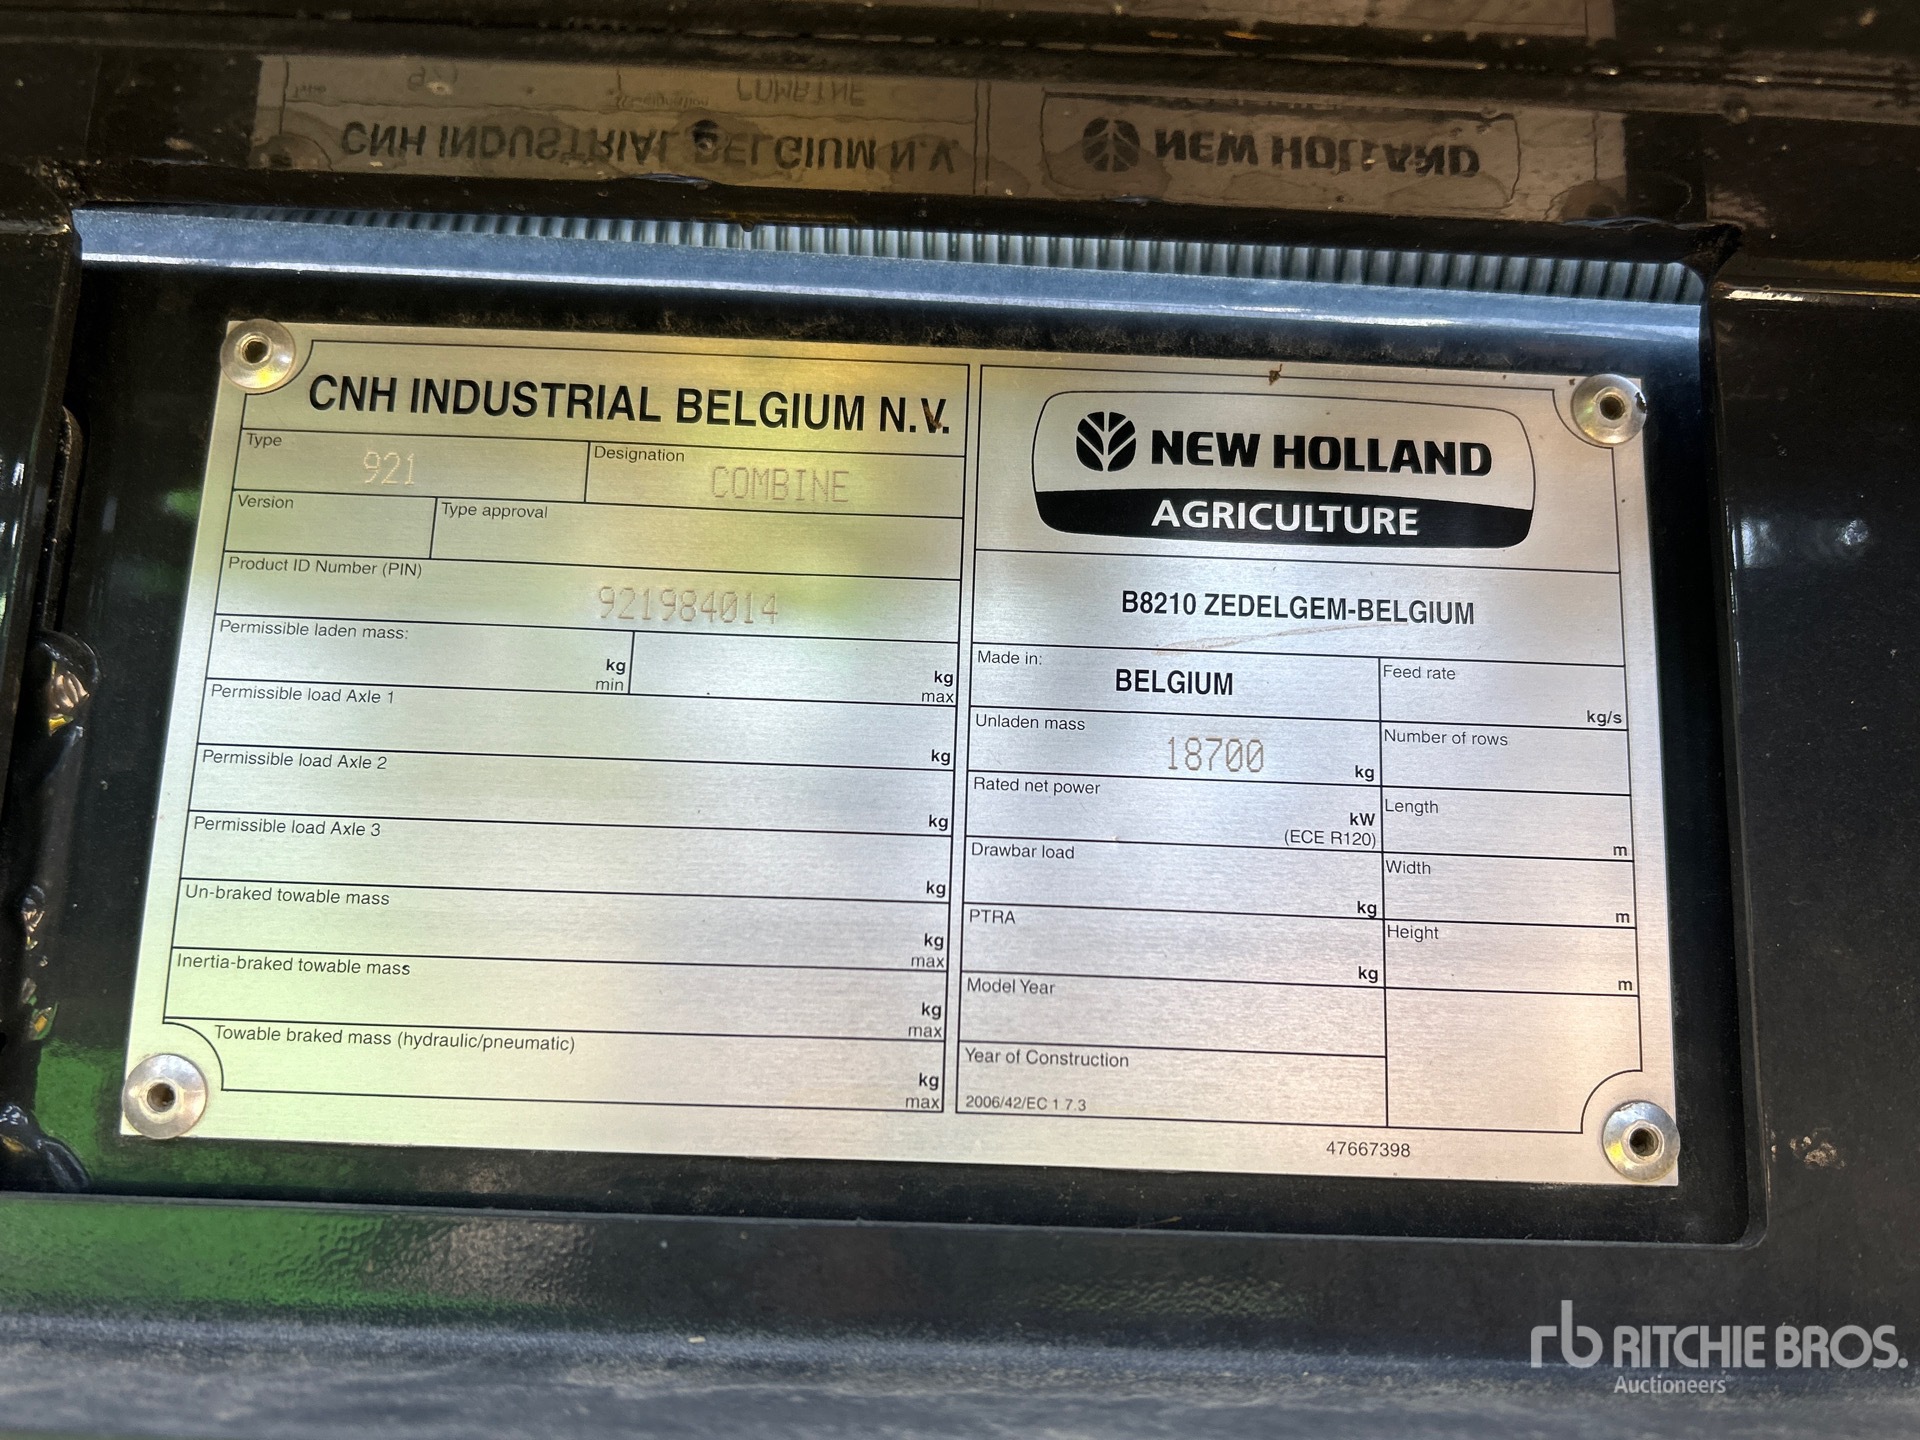 CNH INDUSTRIAL BELGIUM N.V.
Type
921
Designation
COMBINE
Version
Type approval
Product ID Number (PIN)
921984014
Permissible laden mass:
kg
min
kg
max
Permissible load Axle 1
kg
Permissible load Axle 2
kg
Permissible load Axle 3
kg
Un-braked towable mass
kg
max
Inertia-braked towable mass
kg
max
Towable braked mass (hydraulic/pneumatic)
kg
max
NEW HOLLAND
AGRICULTURE
B8210 ZEDELGEM-BELGIUM
Made in:
BELGIUM
Feed rate
kg/s
Unladen mass
18700
kg
Number of rows
Rated net power
kW
(ECE R120)
Length
m
Drawbar load
kg
Width
m
PTRA
kg
Height
m
Model Year
Year of Construction
2006/42/EC 1.7.3
47667398
rb RITCHIE BROS.
Auctioneers